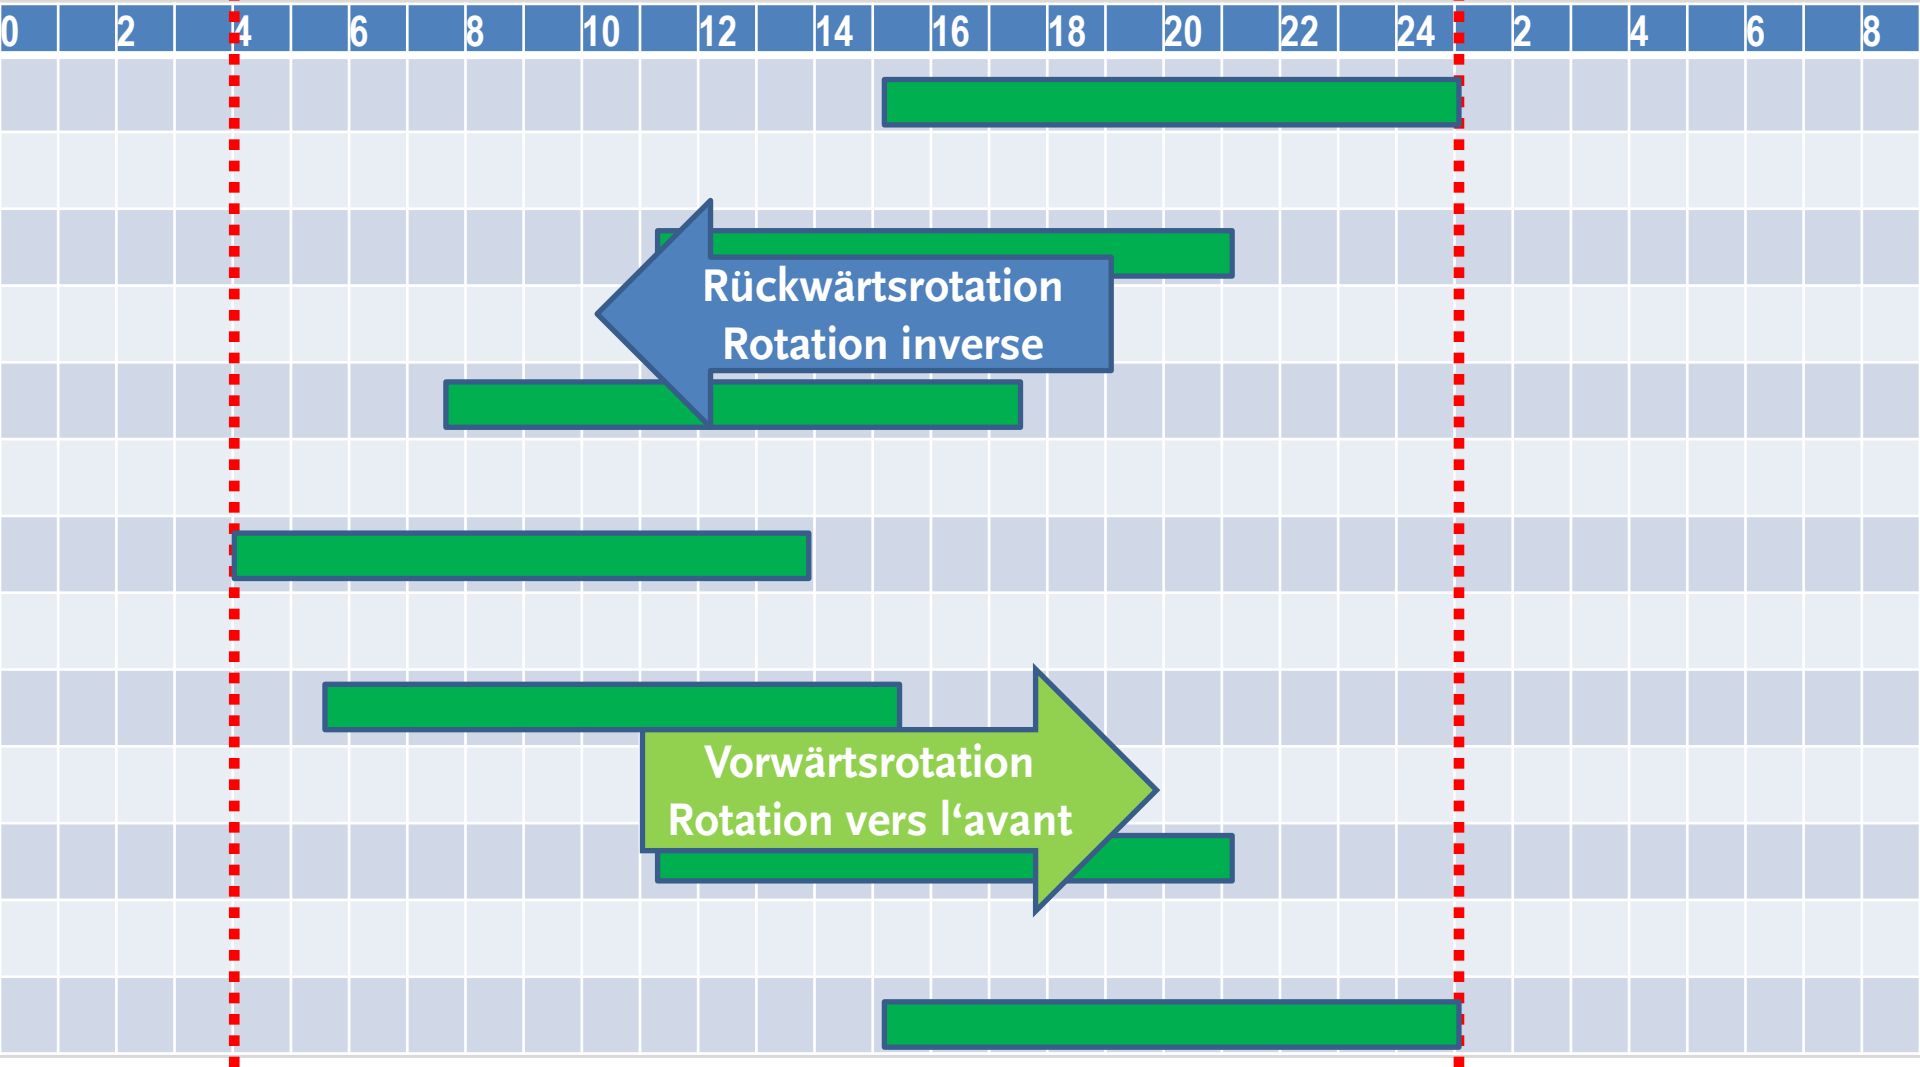 0 2 4 6 8 10 12 14 16 18 20 22 24 2 4 6 8
Rückwärtsrotation
Rotation inverse
Vorwärtsrotation
Rotation vers l‘avant